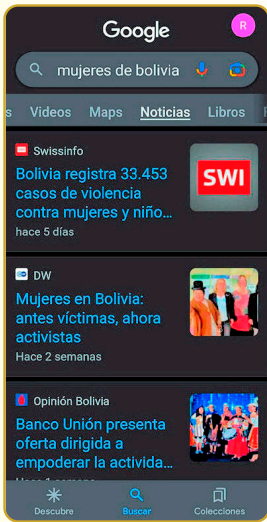 Google
R
mujeres de bolivia
s Videos Maps Noticias Libros
Swissinfo
Bolivia registra 33.453
casos de violencia
contra mujeres y niño...
hace 5 días
SWI
DW
Mujeres en Bolivia:
antes víctimas, ahora
activistas
Hace 2 semanas
Opinión Bolivia
Banco Unión presenta
oferta dirigida a
empoderar la activida...
Descubre Buscar Colecciones